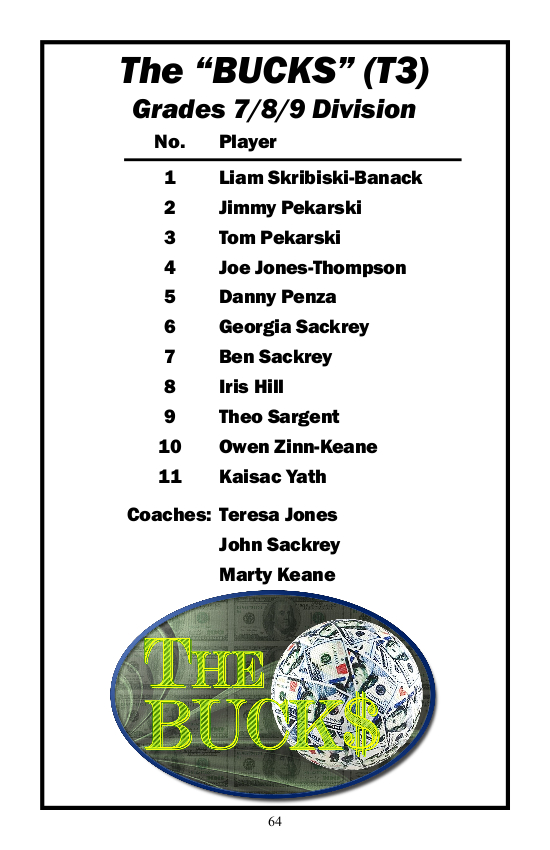 The “BUCKS” (T3)
Grades 7/8/9 Division
No. Player
1 Liam Skribiski-Banack
2 Jimmy Pekarski
3 Tom Pekarski
4 Joe Jones-Thompson
5 Danny Penza
6 Georgia Sackrey
7 Ben Sackrey
8 Iris Hill
9 Theo Sargent
10 Owen Zinn-Keane
11 Kaisac Yath
Coaches: Teresa Jones
John Sackrey
Marty Keane
THE
BUCK$
64